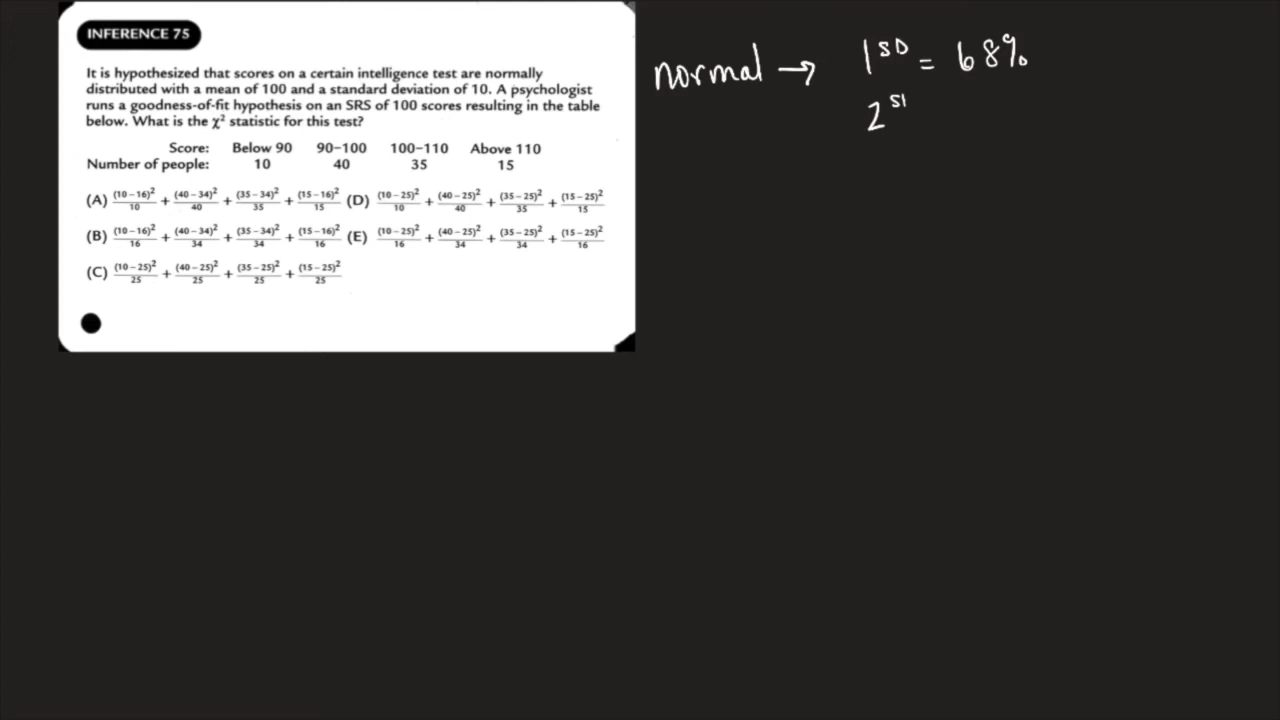 INFERENCE 75
It is hypothesized that scores on a certain intelligence test are normally
distributed with a mean of 100 and a standard deviation of 10. A psychologist
runs a goodness-of-fit hypothesis on an SRS of 100 scores resulting in the table
below. What is the χ² statistic for this test?
Score: Below 90 90–100 100–110 Above 110
Number of people: 10 40 35 15
(A) (10−16)²/10 + (40−34)²/40 + (35−34)²/35 + (15−16)²/15
(B) (10−16)²/16 + (40−34)²/34 + (35−34)²/34 + (15−16)²/16
(C) (10−25)²/25 + (40−25)²/25 + (35−25)²/25 + (15−25)²/25
(D) (10−25)²/10 + (40−25)²/40 + (35−25)²/35 + (15−25)²/15
(E) (10−25)²/16 + (40−25)²/34 + (35−25)²/34 + (15−25)²/16
normal → 1 SD = 68%
2 SI